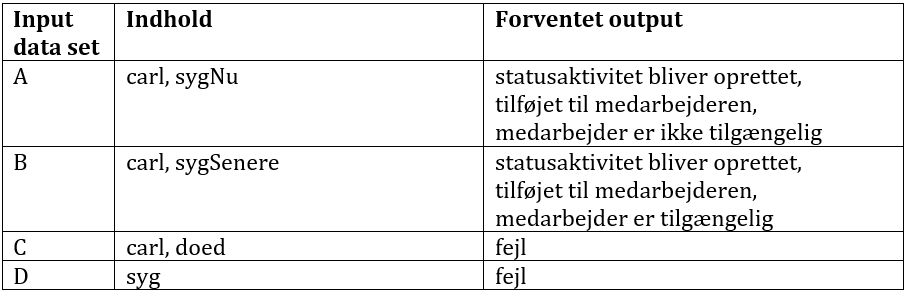 Input data set
Indhold
Forventet output
A
carl, sygNu
statusaktivitet bliver oprettet,
tilføjet til medarbejderen,
medarbejder er ikke tilgængelig
B
carl, sygSenere
statusaktivitet bliver oprettet,
tilføjet til medarbejderen,
medarbejder er tilgængelig
C
carl, doed
fejl
D
syg
fejl